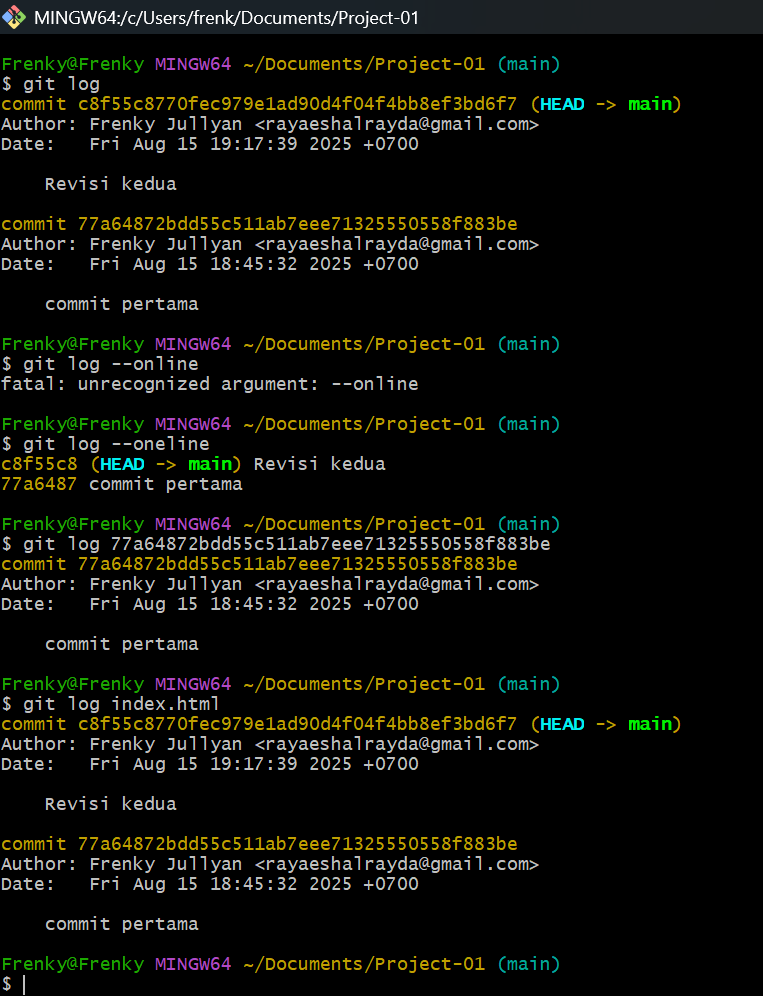 MINGW64:/c/Users/frenk/Documents/Project-01
Frenky@Frenky MINGW64 ~/Documents/Project-01 (main)
$ git log
commit c8f55c8770fec979e1ad90d4f04f4bb8ef3bd6f7 (HEAD -> main)
Author: Frenky Jullyan <rayaeshalrayda@gmail.com>
Date:   Fri Aug 15 19:17:39 2025 +0700
    Revisi kedua
commit 77a64872bdd55c511ab7eee71325550558f883be
Author: Frenky Jullyan <rayaeshalrayda@gmail.com>
Date:   Fri Aug 15 18:45:32 2025 +0700
    commit pertama
Frenky@Frenky MINGW64 ~/Documents/Project-01 (main)
$ git log --online
fatal: unrecognized argument: --online
Frenky@Frenky MINGW64 ~/Documents/Project-01 (main)
$ git log --oneline
c8f55c8 (HEAD -> main) Revisi kedua
77a6487 commit pertama
Frenky@Frenky MINGW64 ~/Documents/Project-01 (main)
$ git log 77a64872bdd55c511ab7eee71325550558f883be
commit 77a64872bdd55c511ab7eee71325550558f883be
Author: Frenky Jullyan <rayaeshalrayda@gmail.com>
Date:   Fri Aug 15 18:45:32 2025 +0700
    commit pertama
Frenky@Frenky MINGW64 ~/Documents/Project-01 (main)
$ git log index.html
commit c8f55c8770fec979e1ad90d4f04f4bb8ef3bd6f7 (HEAD -> main)
Author: Frenky Jullyan <rayaeshalrayda@gmail.com>
Date:   Fri Aug 15 19:17:39 2025 +0700
    Revisi kedua
commit 77a64872bdd55c511ab7eee71325550558f883be
Author: Frenky Jullyan <rayaeshalrayda@gmail.com>
Date:   Fri Aug 15 18:45:32 2025 +0700
    commit pertama
Frenky@Frenky MINGW64 ~/Documents/Project-01 (main)
$